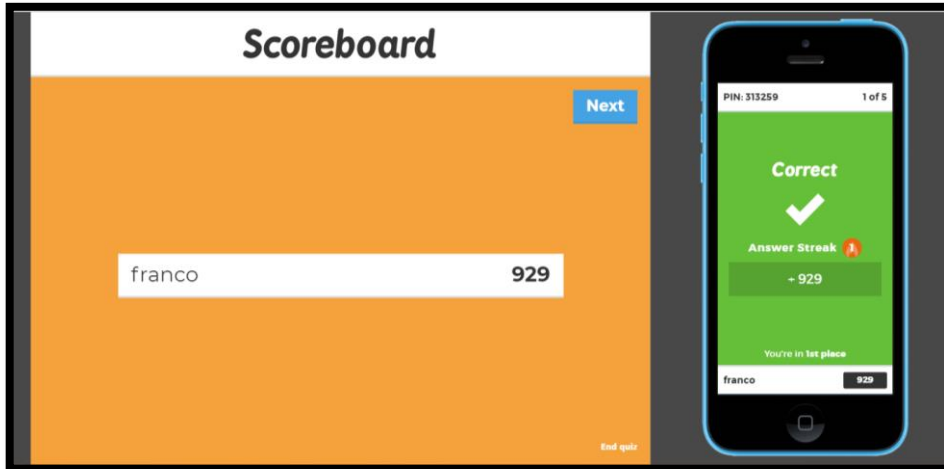 Scoreboard
Next
franco 929
End quiz
PIN: 313259 1 of 5
Correct
Answer Streak 1
+ 929
You're in 1st place
franco 929